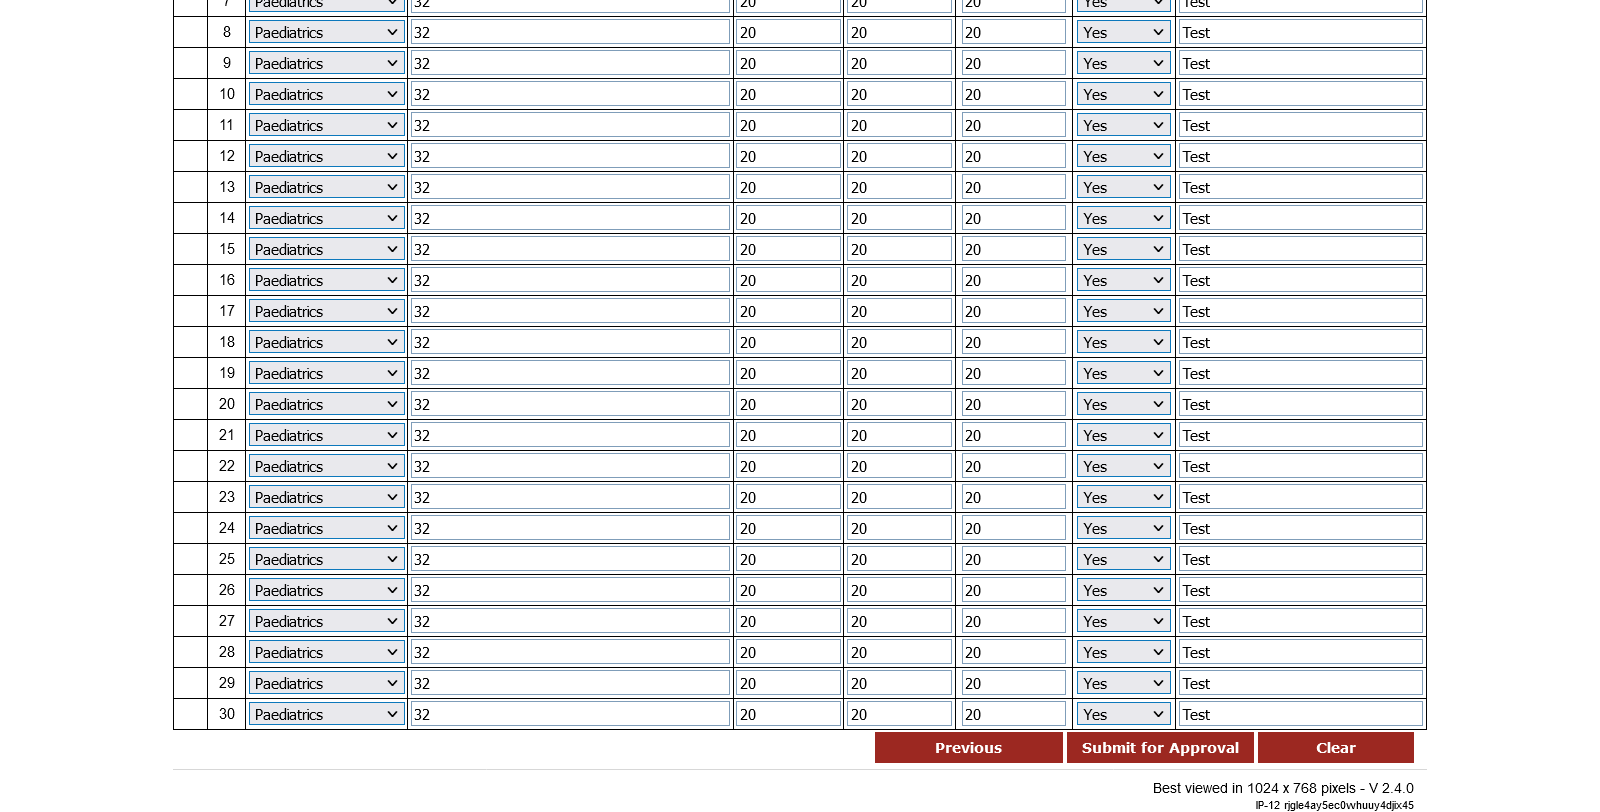 7 Paediatrics 32 20 20 20 Yes Test
8 Paediatrics 32 20 20 20 Yes Test
9 Paediatrics 32 20 20 20 Yes Test
10 Paediatrics 32 20 20 20 Yes Test
11 Paediatrics 32 20 20 20 Yes Test
12 Paediatrics 32 20 20 20 Yes Test
13 Paediatrics 32 20 20 20 Yes Test
14 Paediatrics 32 20 20 20 Yes Test
15 Paediatrics 32 20 20 20 Yes Test
16 Paediatrics 32 20 20 20 Yes Test
17 Paediatrics 32 20 20 20 Yes Test
18 Paediatrics 32 20 20 20 Yes Test
19 Paediatrics 32 20 20 20 Yes Test
20 Paediatrics 32 20 20 20 Yes Test
21 Paediatrics 32 20 20 20 Yes Test
22 Paediatrics 32 20 20 20 Yes Test
23 Paediatrics 32 20 20 20 Yes Test
24 Paediatrics 32 20 20 20 Yes Test
25 Paediatrics 32 20 20 20 Yes Test
26 Paediatrics 32 20 20 20 Yes Test
27 Paediatrics 32 20 20 20 Yes Test
28 Paediatrics 32 20 20 20 Yes Test
29 Paediatrics 32 20 20 20 Yes Test
30 Paediatrics 32 20 20 20 Yes Test
Previous Submit for Approval Clear
Best viewed in 1024 x 768 pixels - V 2.4.0
IP-12 rjgle4ay5ec0vvhuuy4djix45